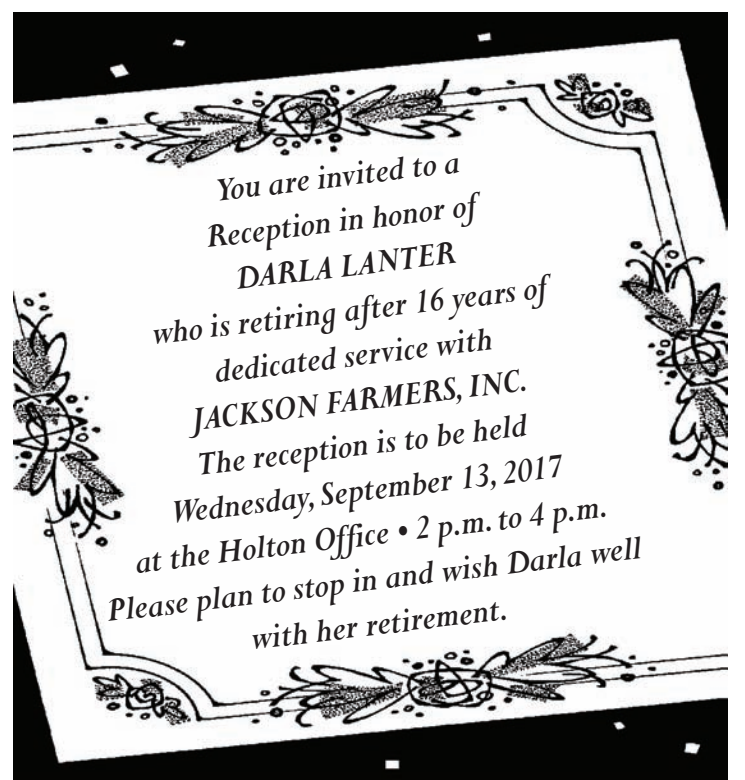 You are invited to a
Reception in honor of
DARLA LANTER
who is retiring after 16 years of
dedicated service with
JACKSON FARMERS, INC.
The reception is to be held
Wednesday, September 13, 2017
at the Holton Office • 2 p.m. to 4 p.m.
Please plan to stop in and wish Darla well
with her retirement.